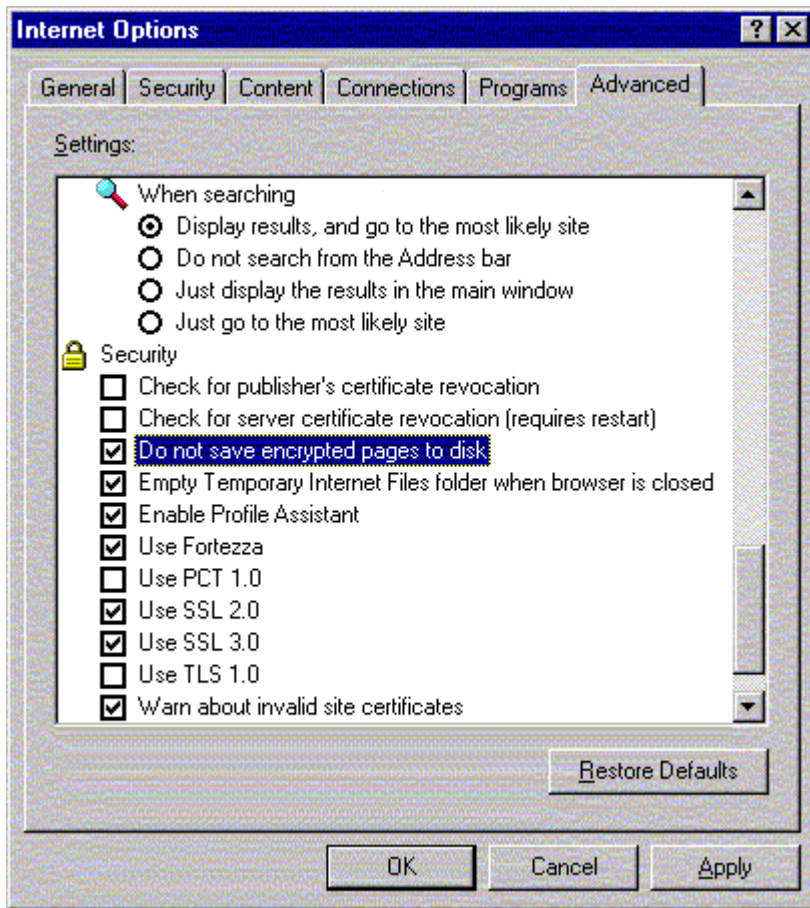 Internet Options
General Security Content Connections Programs Advanced
Settings:
When searching
Display results, and go to the most likely site
Do not search from the Address bar
Just display the results in the main window
Just go to the most likely site
Security
Check for publisher's certificate revocation
Check for server certificate revocation (requires restart)
Do not save encrypted pages to disk
Empty Temporary Internet Files folder when browser is closed
Enable Profile Assistant
Use Fortezza
Use PCT 1.0
Use SSL 2.0
Use SSL 3.0
Use TLS 1.0
Warn about invalid site certificates
Restore Defaults
OK Cancel Apply